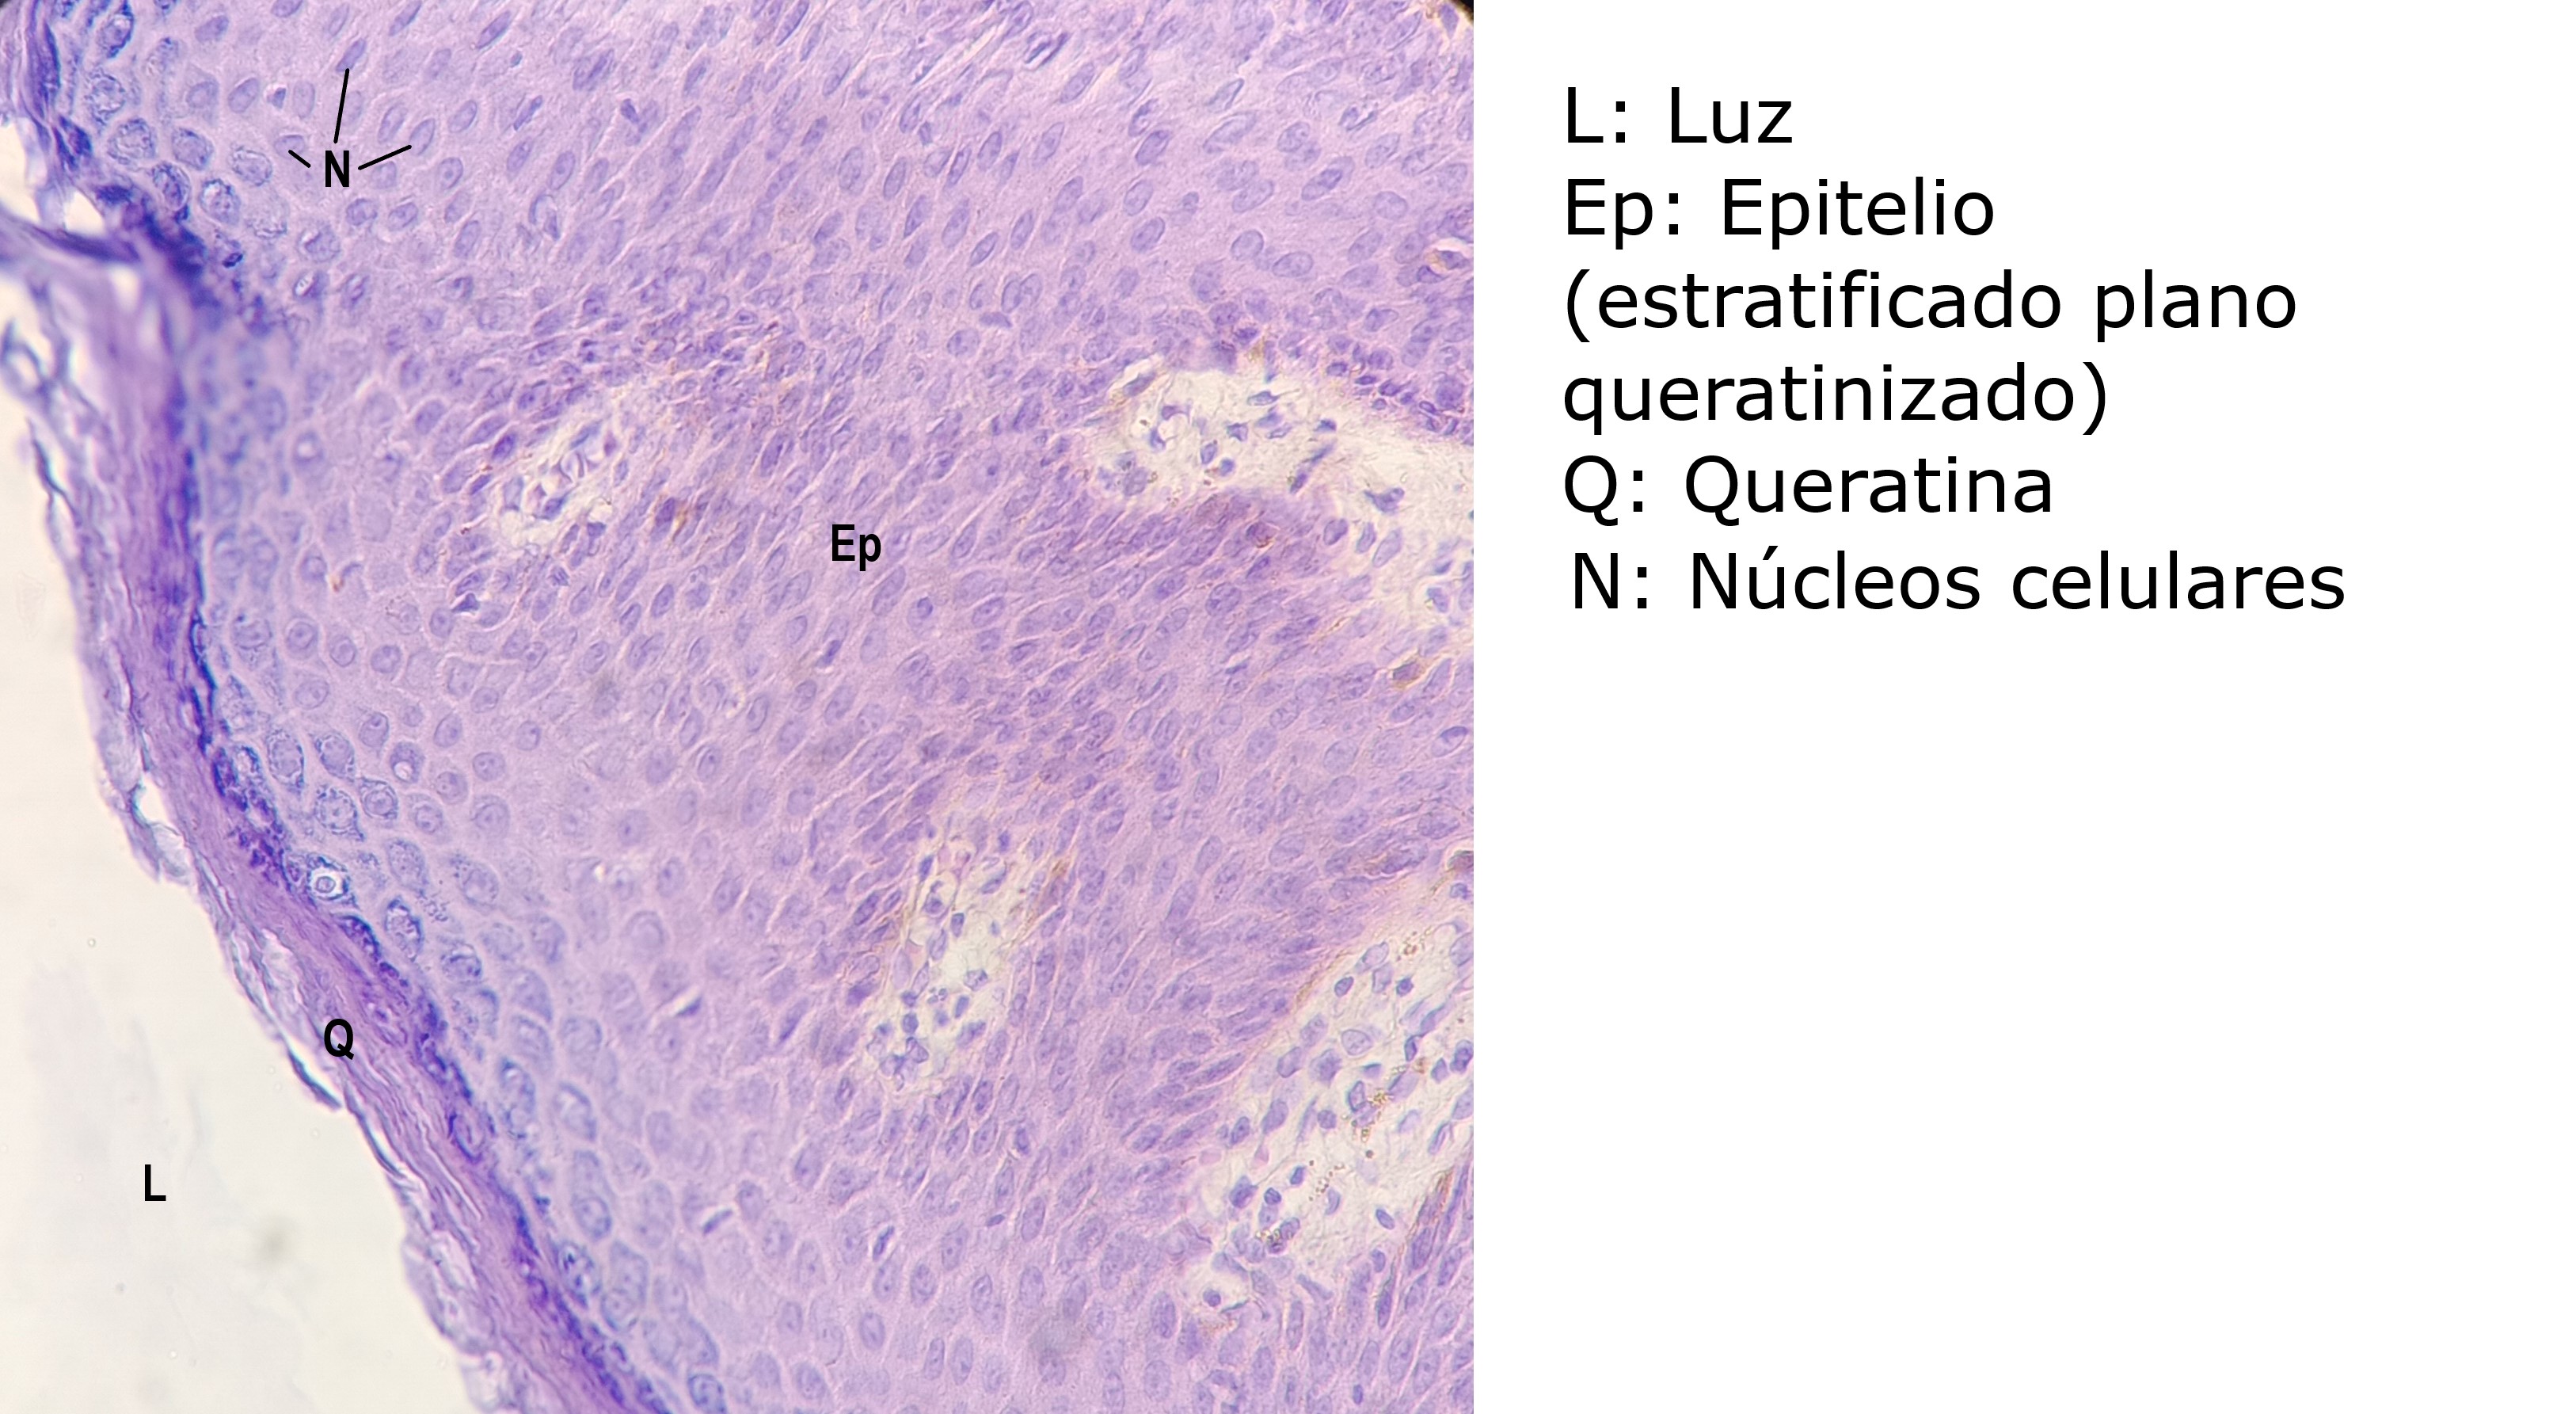 N
Ep
Q
L
L: Luz
Ep: Epitelio
(estratificado plano
queratinizado)
Q: Queratina
N: Núcleos celulares